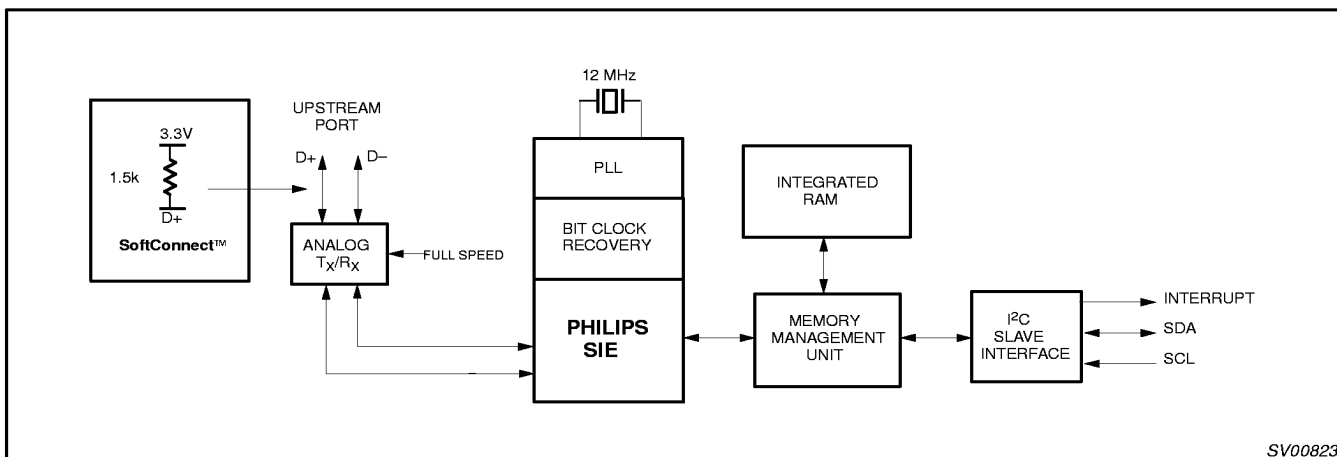 12 MHz
UPSTREAM
PORT
3.3V
1.5k
D+
SoftConnect™
D+
D–
ANALOG
TX/RX
FULL SPEED
PLL
BIT CLOCK
RECOVERY
PHILIPS
SIE
INTEGRATED
RAM
MEMORY
MANAGEMENT
UNIT
I²C
SLAVE
INTERFACE
INTERRUPT
SDA
SCL
SV00823